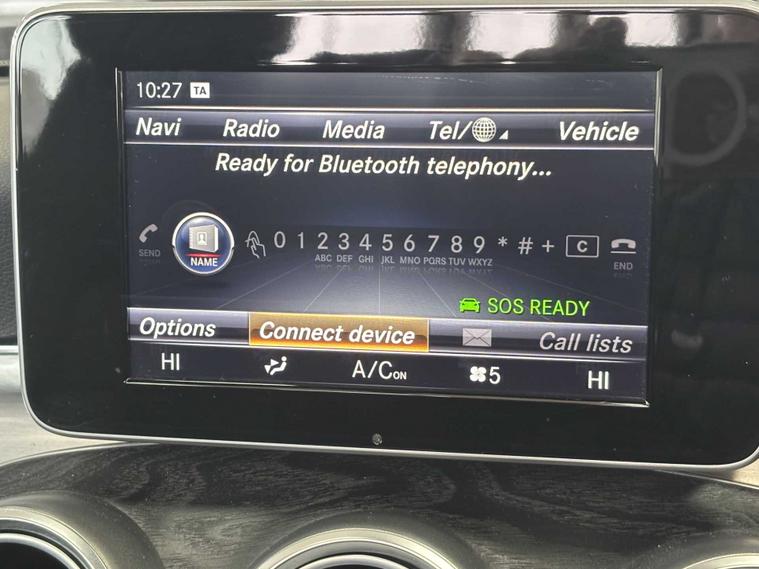 10:27 TA
Navi Radio Media Tel/ Vehicle
Ready for Bluetooth telephony...
SEND NAME 0 1 2 3 4 5 6 7 8 9 * # + C END
ABC DEF GHI JKL MNO PQRS TUV WXYZ
SOS READY
Options Connect device Call lists
HI A/C ON 5 HI